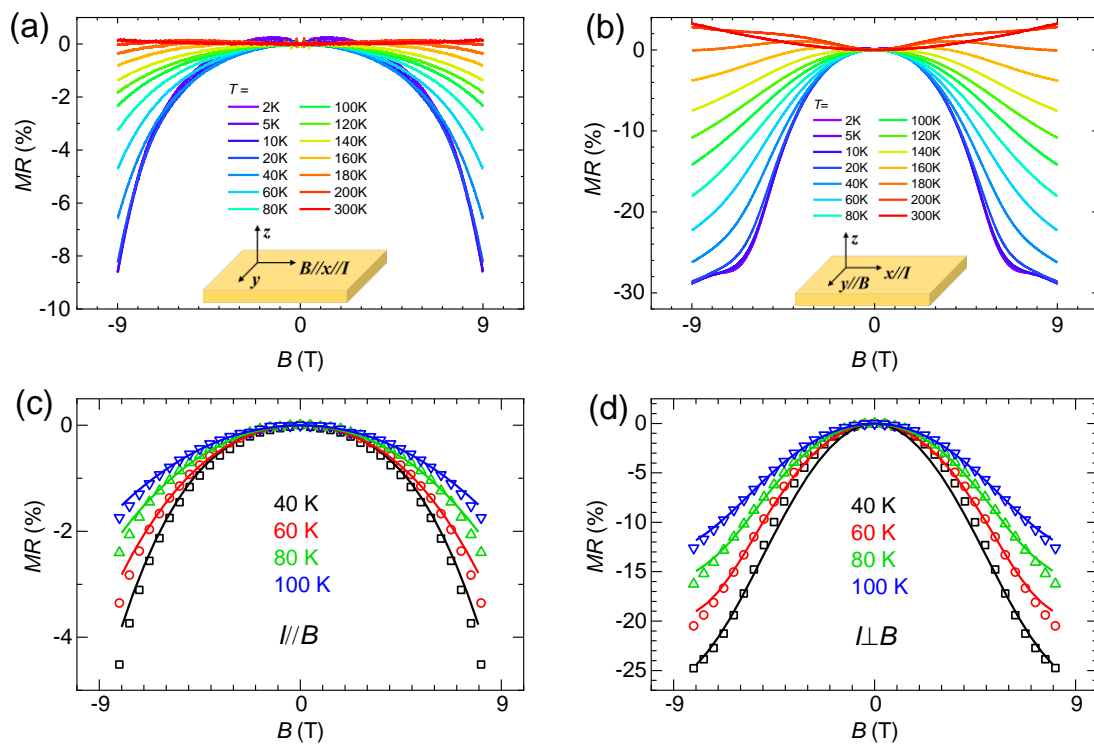 (a)
0
-2
-4
-6
-8
-10
MR (%)
T =
2K 100K
5K 120K
10K 140K
20K 160K
40K 180K
60K 200K
80K 300K
z
B//x//I
y
-9 0 9
B (T)
(b)
0
-10
-20
-30
MR (%)
T=
2K 100K
5K 120K
10K 140K
20K 160K
40K 180K
60K 200K
80K 300K
z
x//I
y//B
-9 0 9
B (T)
(c)
0
-2
-4
MR (%)
40 K
60 K
80 K
100 K
I//B
-9 0 9
B (T)
(d)
0
-5
-10
-15
-20
-25
MR (%)
40 K
60 K
80 K
100 K
I⊥B
-9 0 9
B (T)